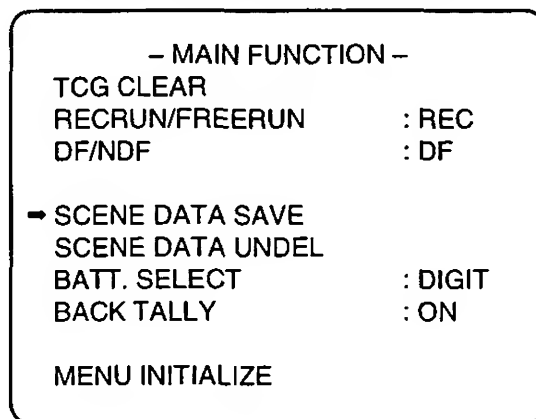 – MAIN FUNCTION –
TCG CLEAR
RECRUN/FREERUN : REC
DF/NDF : DF
➡ SCENE DATA SAVE
SCENE DATA UNDEL
BATT. SELECT : DIGIT
BACK TALLY : ON
MENU INITIALIZE